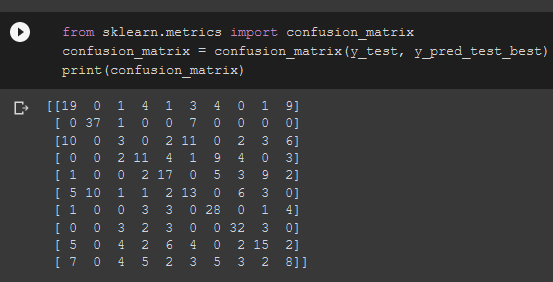 from sklearn.metrics import confusion_matrix
confusion_matrix = confusion_matrix(y_test, y_pred_test_best)
print(confusion_matrix)
[[19 0 1 4 1 3 4 0 1 9]
[ 0 37 1 0 0 7 0 0 0 0]
[10 0 3 0 2 11 0 2 3 6]
[ 0 0 2 11 4 1 9 4 0 3]
[ 1 0 0 2 17 0 5 3 9 2]
[ 5 10 1 1 2 13 0 6 3 0]
[ 1 0 0 3 3 0 28 0 1 4]
[ 0 0 3 2 3 0 0 32 3 0]
[ 5 0 4 2 6 4 0 2 15 2]
[ 7 0 4 5 2 3 5 3 2 8]]